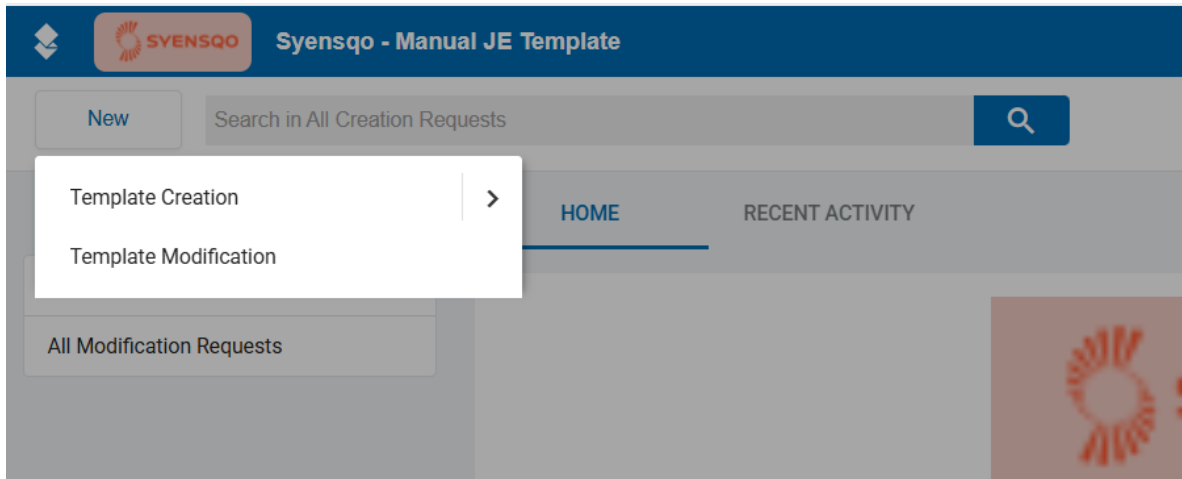 SYENSQO Syensqo - Manual JE Template
New Search in All Creation Requests
Template Creation
HOME RECENT ACTIVITY
Template Modification
All Modification Requests